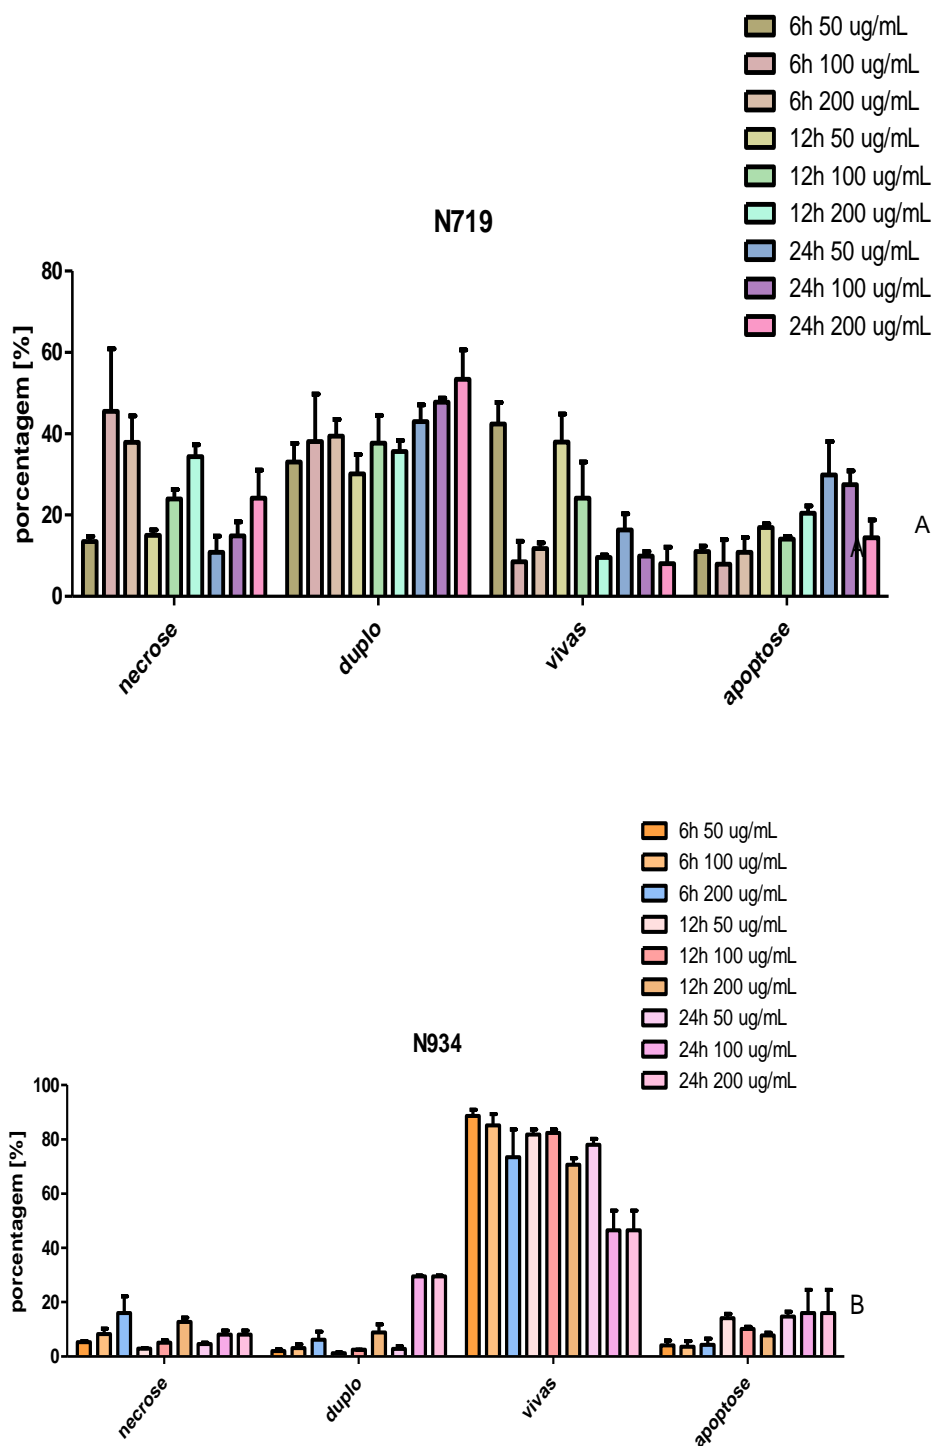 6h 50 ug/mL
6h 100 ug/mL
6h 200 ug/mL
12h 50 ug/mL
12h 100 ug/mL
12h 200 ug/mL
24h 50 ug/mL
24h 100 ug/mL
24h 200 ug/mL
N719
porcentagem [%]
80
60
40
20
0
necrose
duplo
vivas
apoptose
A
A
6h 50 ug/mL
6h 100 ug/mL
6h 200 ug/mL
12h 50 ug/mL
12h 100 ug/mL
12h 200 ug/mL
24h 50 ug/mL
24h 100 ug/mL
24h 200 ug/mL
N934
porcentagem [%]
100
80
60
40
20
0
necrose
duplo
vivas
apoptose
B